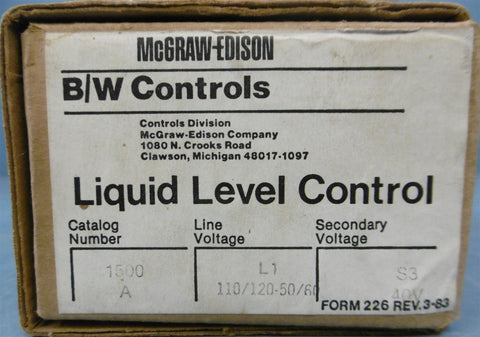 McGRAW-EDISON
B/W Controls
Controls Division
McGraw-Edison Company
1080 N. Crooks Road
Clawson, Michigan 48017-1097
Liquid Level Control
Catalog Number
Line Voltage
Secondary Voltage
1500 A
L1 110/120-50/60
S3 40V
FORM 226 REV.3-83